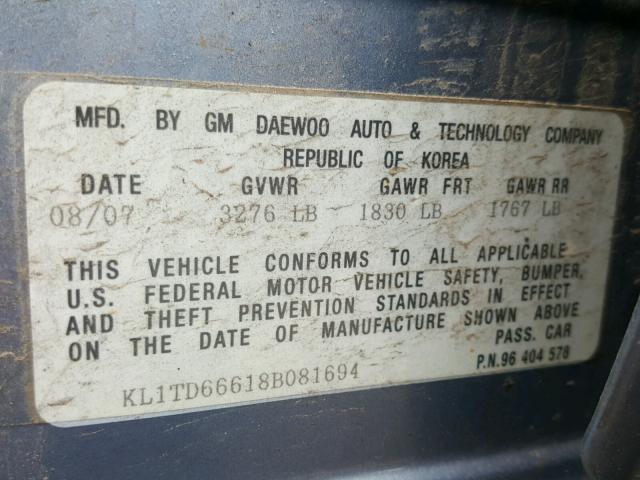 MFD. BY GM DAEWOO AUTO & TECHNOLOGY COMPANY
REPUBLIC OF KOREA
DATE GVWR GAWR FRT GAWR RR
08/07 3276 LB 1830 LB 1767 LB
THIS VEHICLE CONFORMS TO ALL APPLICABLE
U.S. FEDERAL MOTOR VEHICLE SAFETY, BUMPER,
AND THEFT PREVENTION STANDARDS IN EFFECT
ON THE DATE OF MANUFACTURE SHOWN ABOVE
PASS. CAR
KL1TD66618B081694 P.N.96 404 578